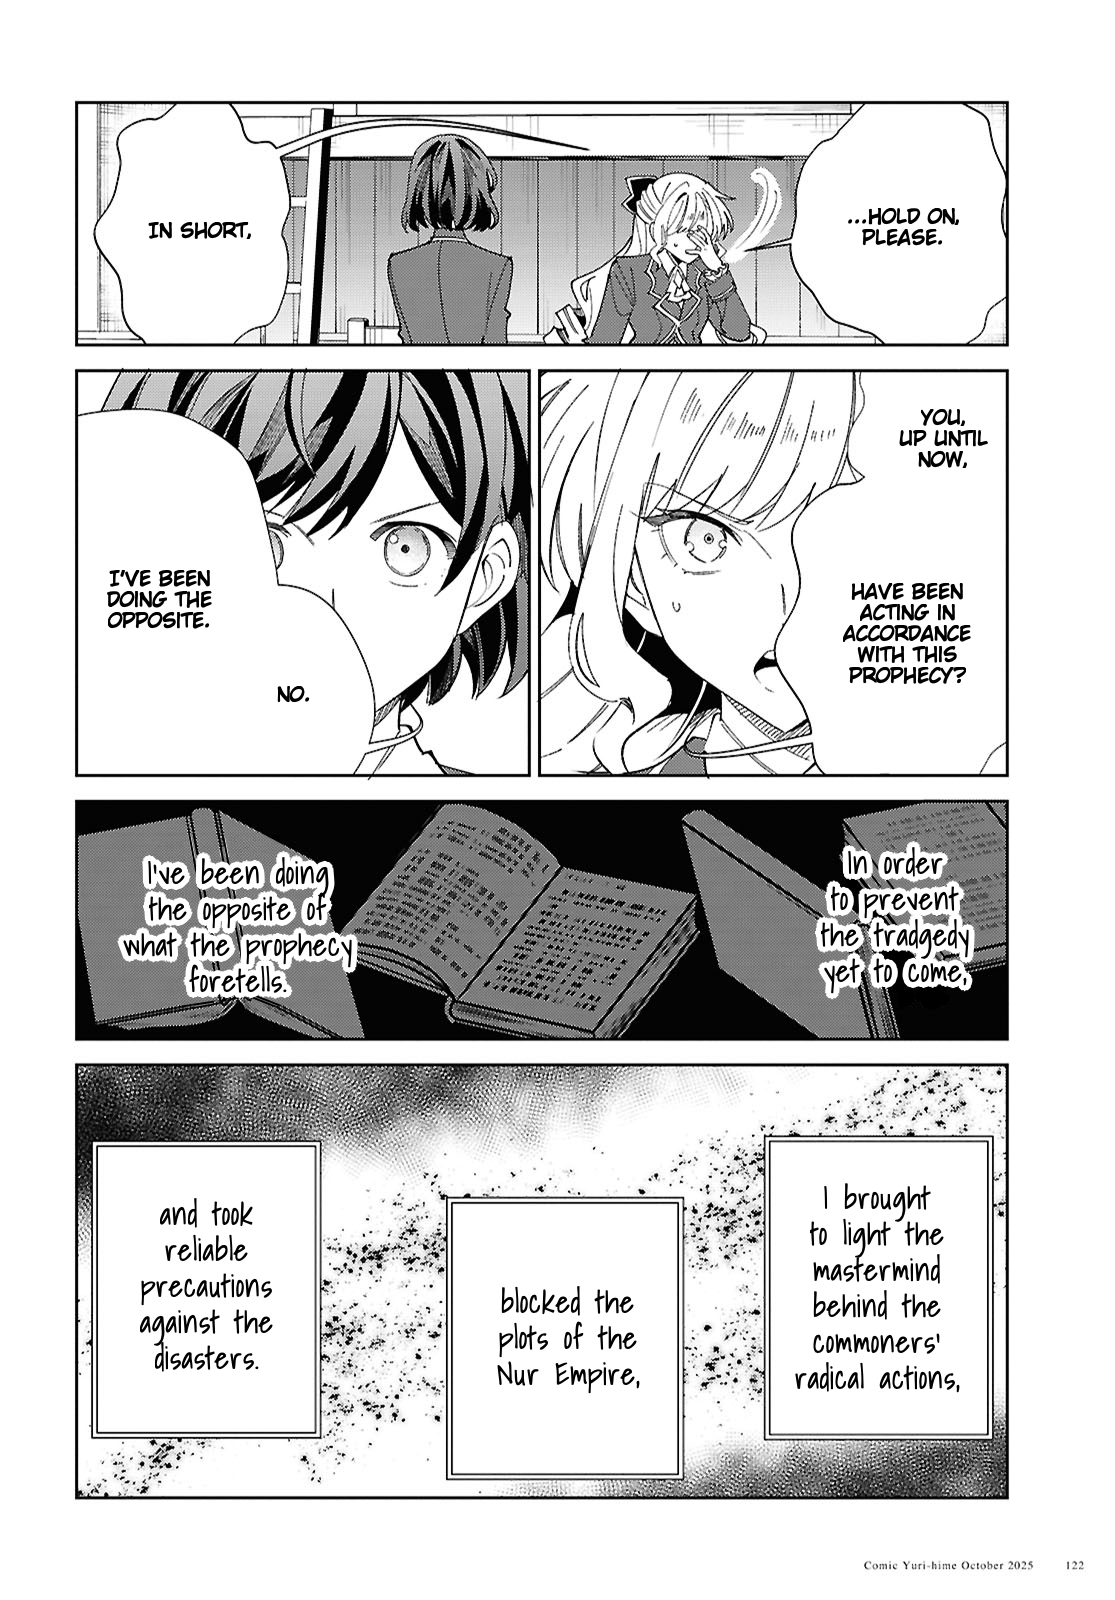 ...HOLD ON,
PLEASE.
IN SHORT,
YOU,
UP UNTIL
NOW,
HAVE BEEN
ACTING IN
ACCORDANCE
WITH THIS
PROPHECY?
NO.
I'VE BEEN
DOING THE
OPPOSITE.
In order
to prevent
the tradgedy
yet to come,
I've been doing
the opposite of
what the prophecy
foretells.
I brought
to light the
mastermind
behind the
commoners'
radical actions,
blocked the
plots of the
Nur Empire,
and took
reliable
precautions
against the
disasters.
Comic Yuri-hime October 2025 122